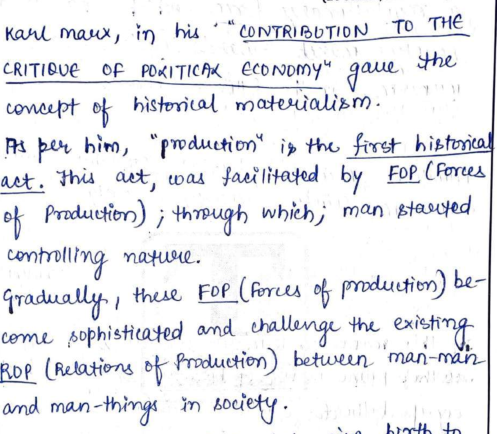 Karl marx, in his "CONTRIBUTION TO THE
CRITIQUE OF POLITICAL ECONOMY" gave the
concept of historical materialism.
As per him, "production" is the first historical
act. This act, was facilitated by FOP (Forces
of Production) ; through which; man started
controlling nature.
Gradually, these FOP (Forces of production) be-
come sophisticated and challenge the existing
ROP (Relations of Production) between man-man
and man-things in society.
birth to